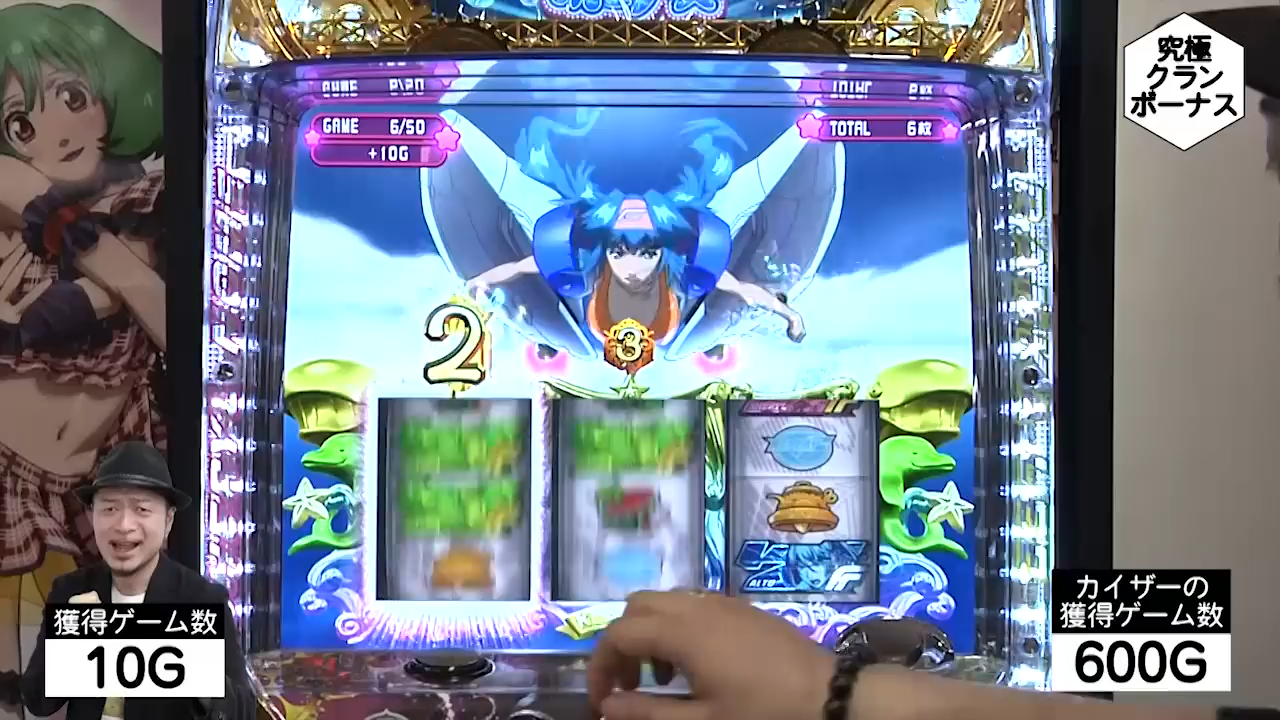 究極
クラン
ボーナス
GAME 6/50
+10G
TOTAL 6枚
2
3
ALTO
獲得ゲーム数
10G
カイザーの
獲得ゲーム数
600G